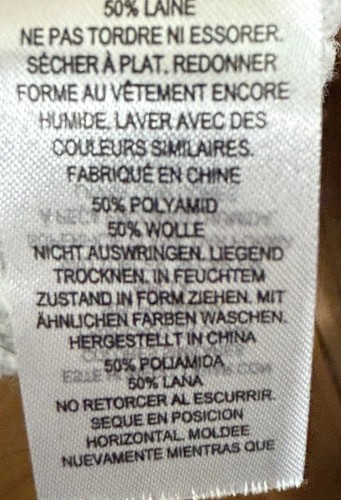 50% LAINE
NE PAS TORDRE NI ESSORER.
SÉCHER À PLAT. REDONNER
FORME AU VÊTEMENT ENCORE
HUMIDE. LAVER AVEC DES
COULEURS SIMILAIRES.
FABRIQUÉ EN CHINE
50% POLYAMID
50% WOLLE
NICHT AUSWRINGEN. LIEGEND
TROCKNEN. IN FEUCHTEM
ZUSTAND IN FORM ZIEHEN. MIT
ÄHNLICHEN FARBEN WASCHEN.
HERGESTELLT IN CHINA
50% POLIAMIDA
50% LANA
NO RETORCER AL ESCURRIR.
SEQUE EN POSICION
HORIZONTAL. MOLDEE
NUEVAMENTE MIENTRAS QUE